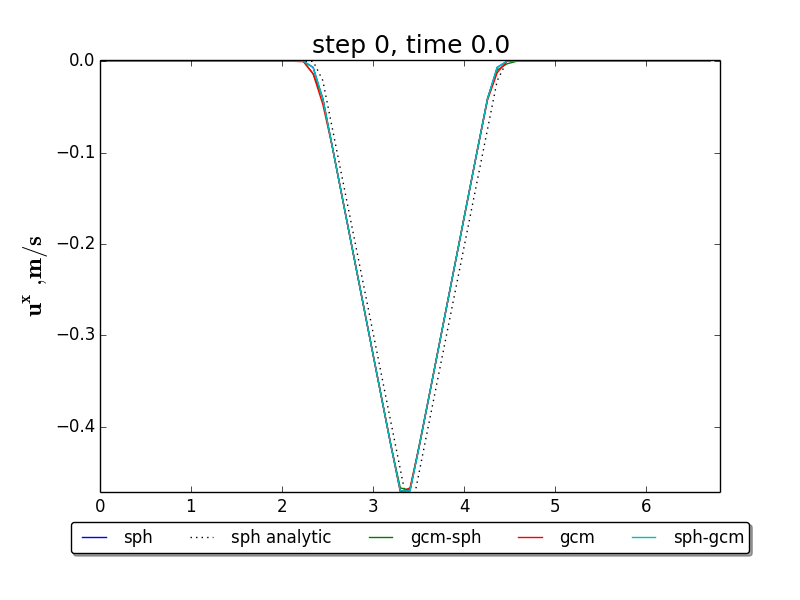 step 0, time 0.0
0.0
−0.1
−0.2
−0.3
−0.4
u^x ,m/s
0 1 2 3 4 5 6
sph sph analytic gcm-sph gcm sph-gcm